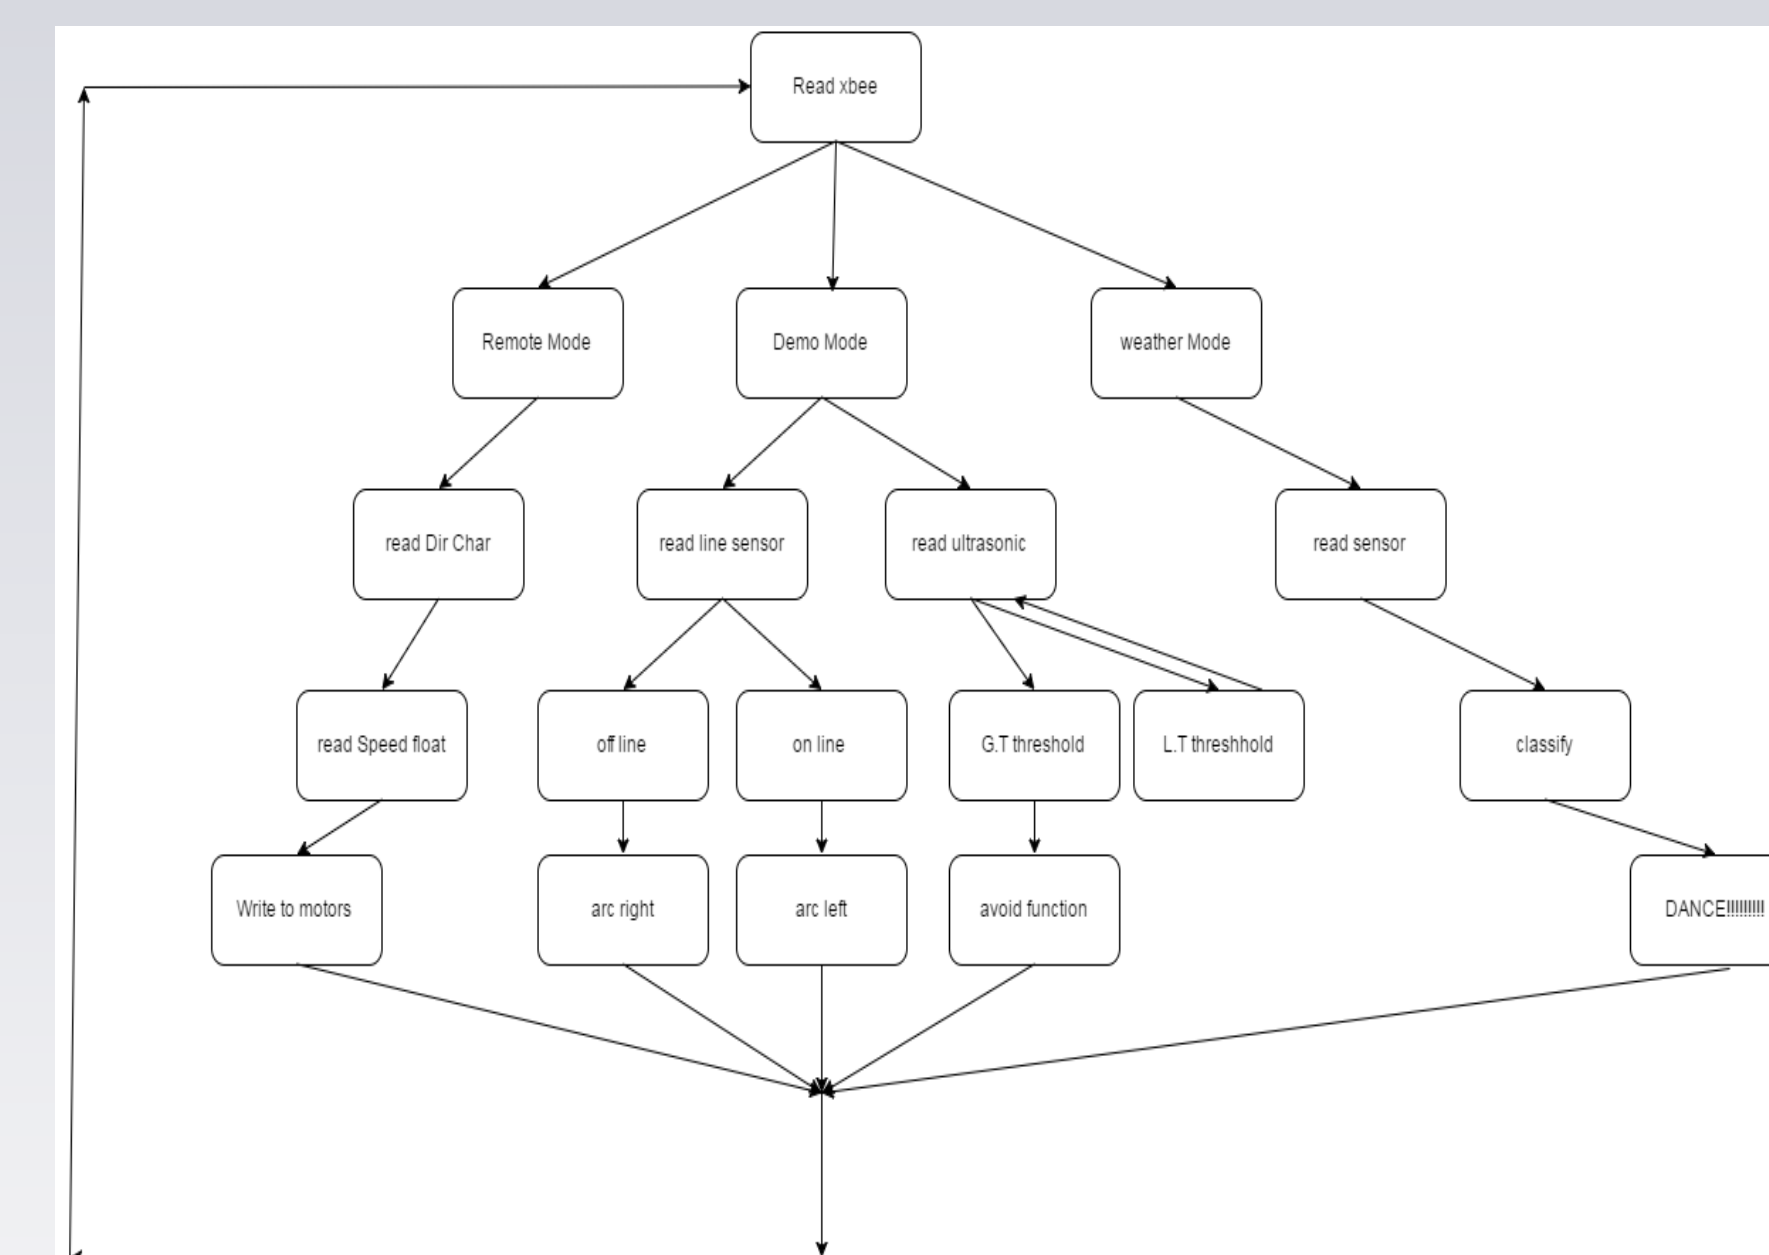 Read xbee
Remote Mode
Demo Mode
weather Mode
read Dir Char
read line sensor
read ultrasonic
read sensor
read Speed float
off line
on line
G.T threshold
L.T threshhold
classify
Write to motors
arc right
arc left
avoid function
DANCE!!!!!!!!!